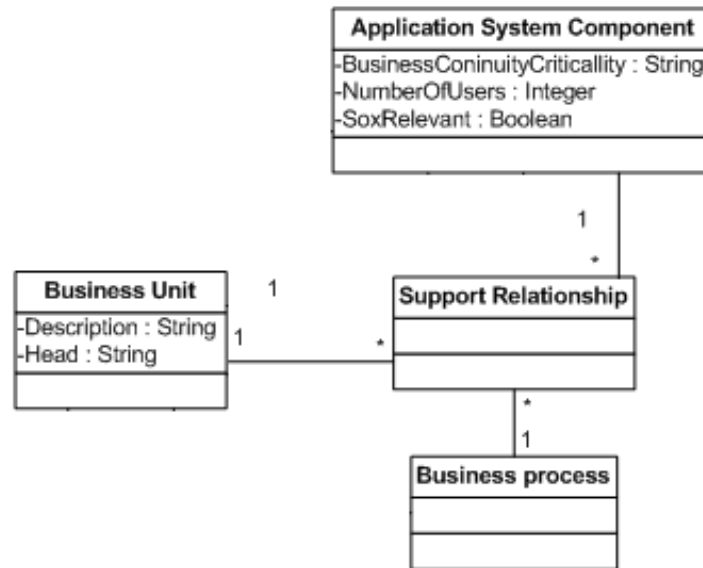 Application System Component
-BusinessConinuityCriticallity : String
-NumberOfUsers : Integer
-SoxRelevant : Boolean
1
*
Business Unit
-Description : String
-Head : String
1
1
*
Support Relationship
*
1
Business process